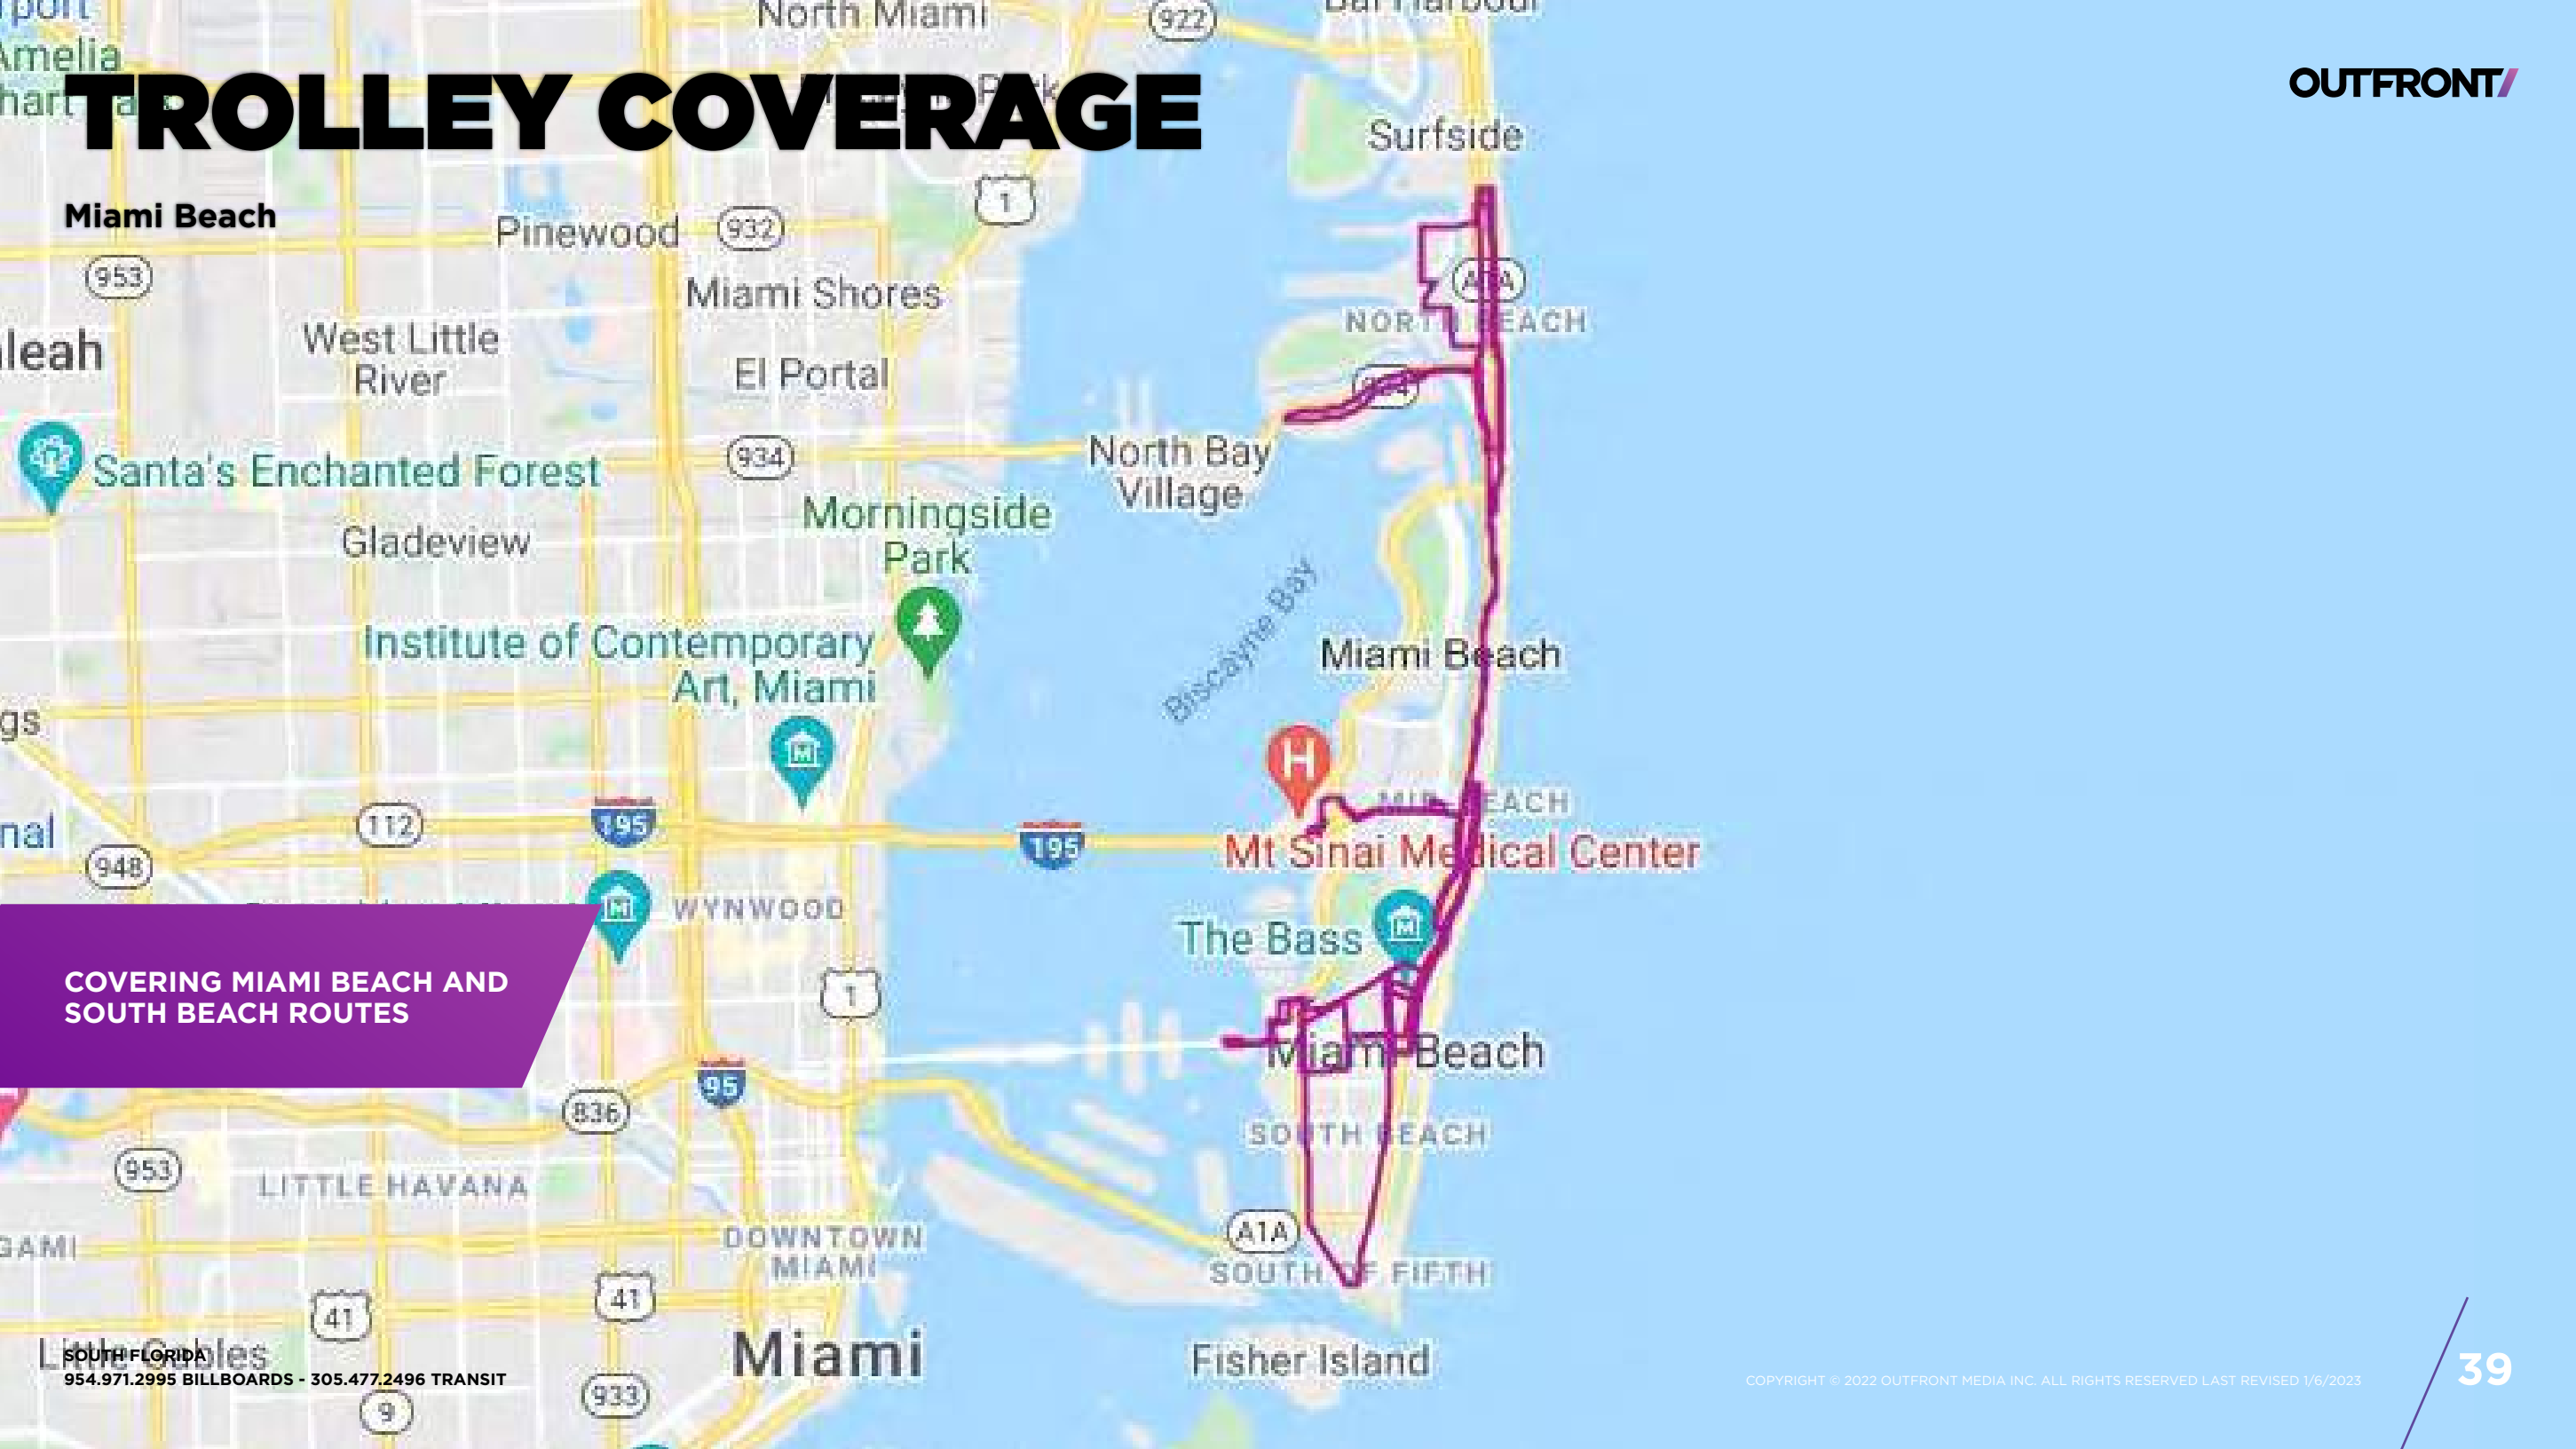 North Miami
922
Amelia
TROLLEY COVERAGE
OUTFRONT/
Surfside
1
Miami Beach
Pinewood
932
953
Miami Shores
NORTH BEACH
West Little
River
El Portal
934
North Bay
Village
Santa's Enchanted Forest
Morningside
Park
Gladeview
Biscayne Bay
Institute of Contemporary
Art, Miami
Miami Beach
H
gs
112
195
195
MID BEACH
nal
Mt Sinai Medical Center
948
WYNWOOD
The Bass
COVERING MIAMI BEACH AND
SOUTH BEACH ROUTES
1
Miami Beach
95
836
SOUTH BEACH
953
LITTLE HAVANA
A1A
DOWNTOWN
MIAMI
SOUTH OF FIFTH
41
41
Miami
Fisher Island
SOUTH FLORIDA
954.971.2995 BILLBOARDS - 305.477.2496 TRANSIT
933
9
COPYRIGHT © 2022 OUTFRONT MEDIA INC. ALL RIGHTS RESERVED LAST REVISED 1/6/2023
39